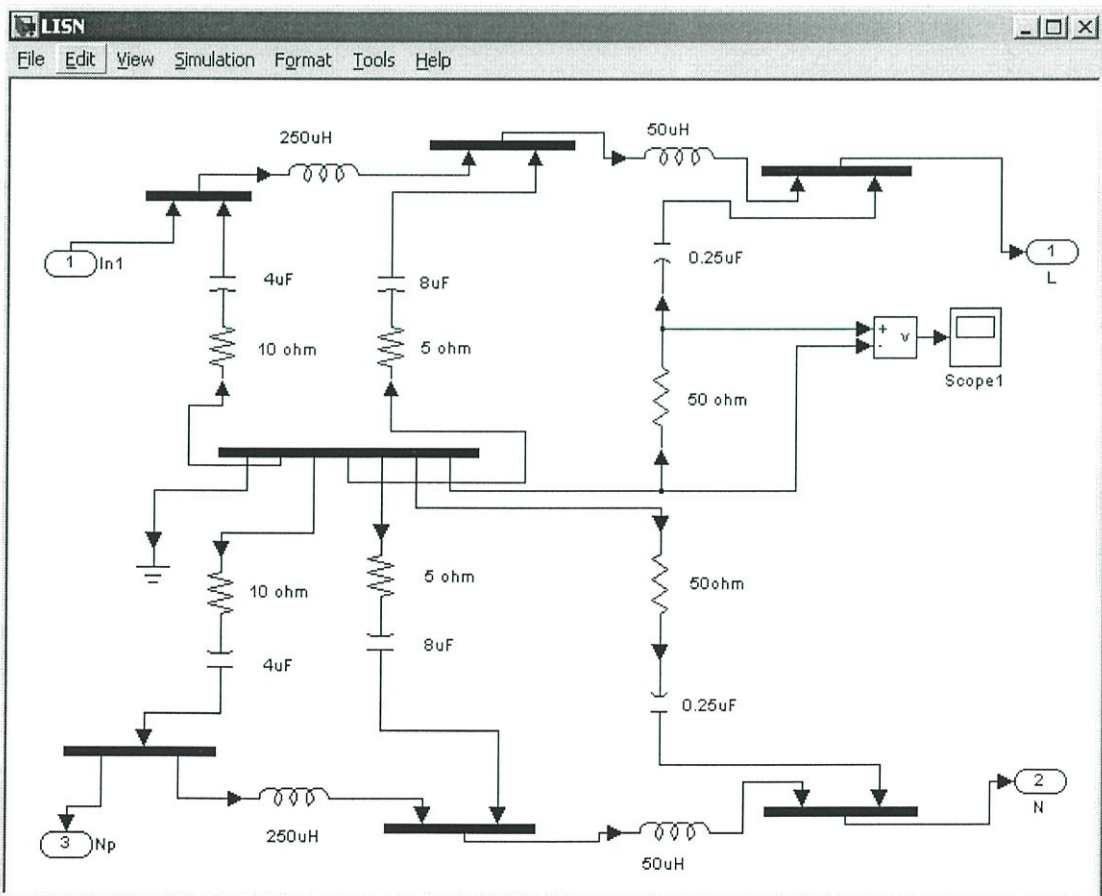 LISN
File Edit View Simulation Format Tools Help
250uH
50uH
1
In1
4uF
8uF
0.25uF
1
L
10 ohm
5 ohm
+
-
v
Scope1
50 ohm
10 ohm
5 ohm
50ohm
4uF
8uF
0.25uF
3
Np
250uH
50uH
2
N